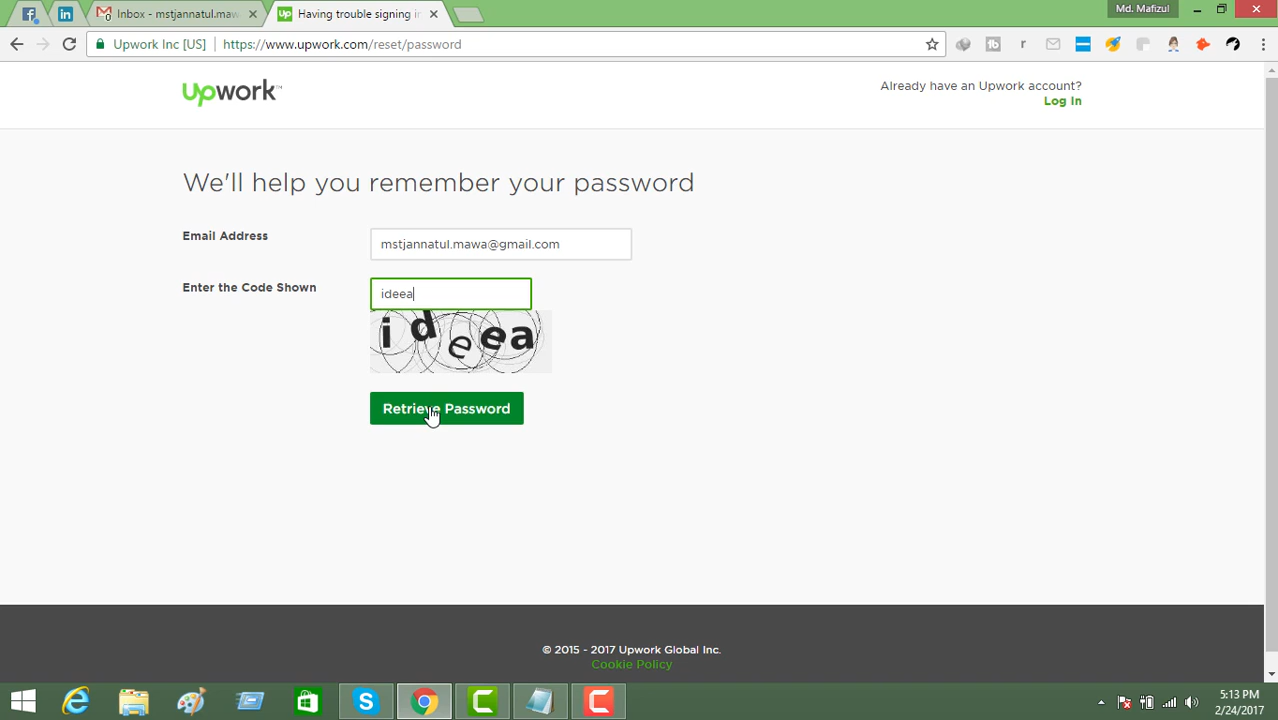 Inbox - mstjannatul.maw
Having trouble signing i
Md. Mafizul
Upwork Inc [US]
https://www.upwork.com/reset/password
upwork™
Already have an Upwork account?
Log In
We'll help you remember your password
Email Address
mstjannatul.mawa@gmail.com
Enter the Code Shown
ideea
ideea
Retrieve Password
© 2015 - 2017 Upwork Global Inc.
Cookie Policy
5:13 PM
2/24/2017